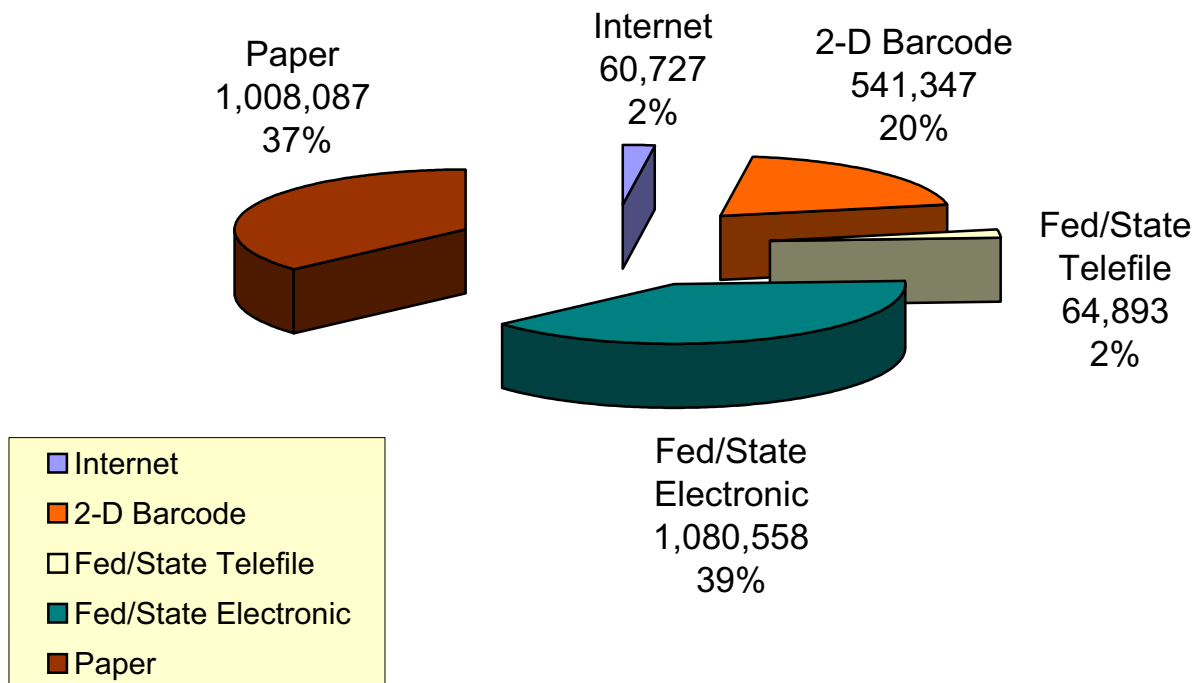 Internet
60,727
2%
2-D Barcode
541,347
20%
Paper
1,008,087
37%
Fed/State
Telefile
64,893
2%
Fed/State
Electronic
1,080,558
39%
Internet
2-D Barcode
Fed/State Telefile
Fed/State Electronic
Paper